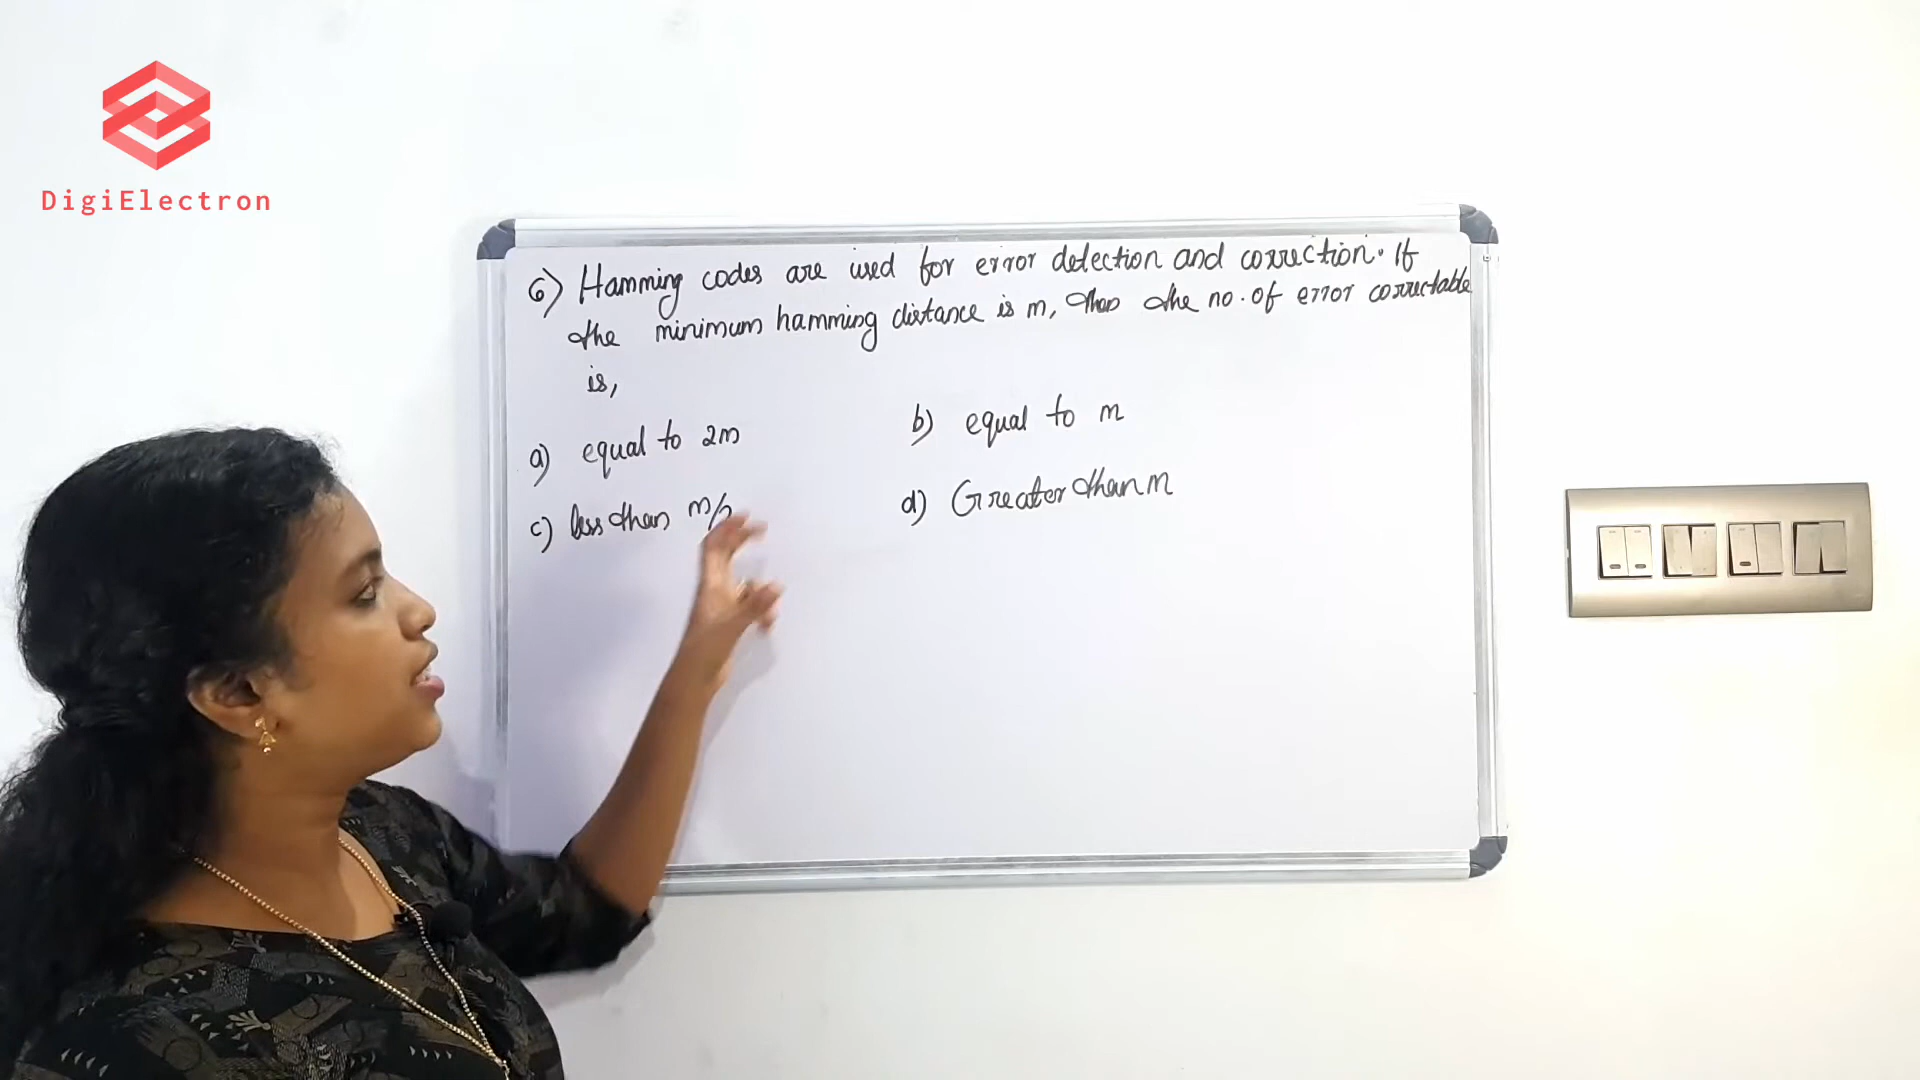 DigiElectron
6) Hamming codes are used for error detection and correction. If
the minimum hamming distance is m, then the no. of error correctable
is,
a) equal to 2m
b) equal to m
c) less than m/2
d) Greater than m